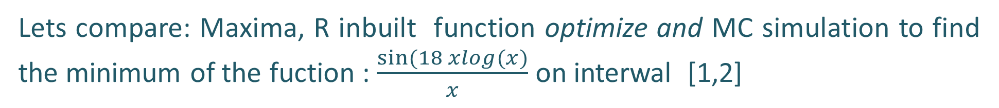 Lets compare: Maxima, R inbuilt function optimize and MC simulation to find
the minimum of the fuction : \frac{sin(18 xlog(x)}{x} on interwal [1,2]